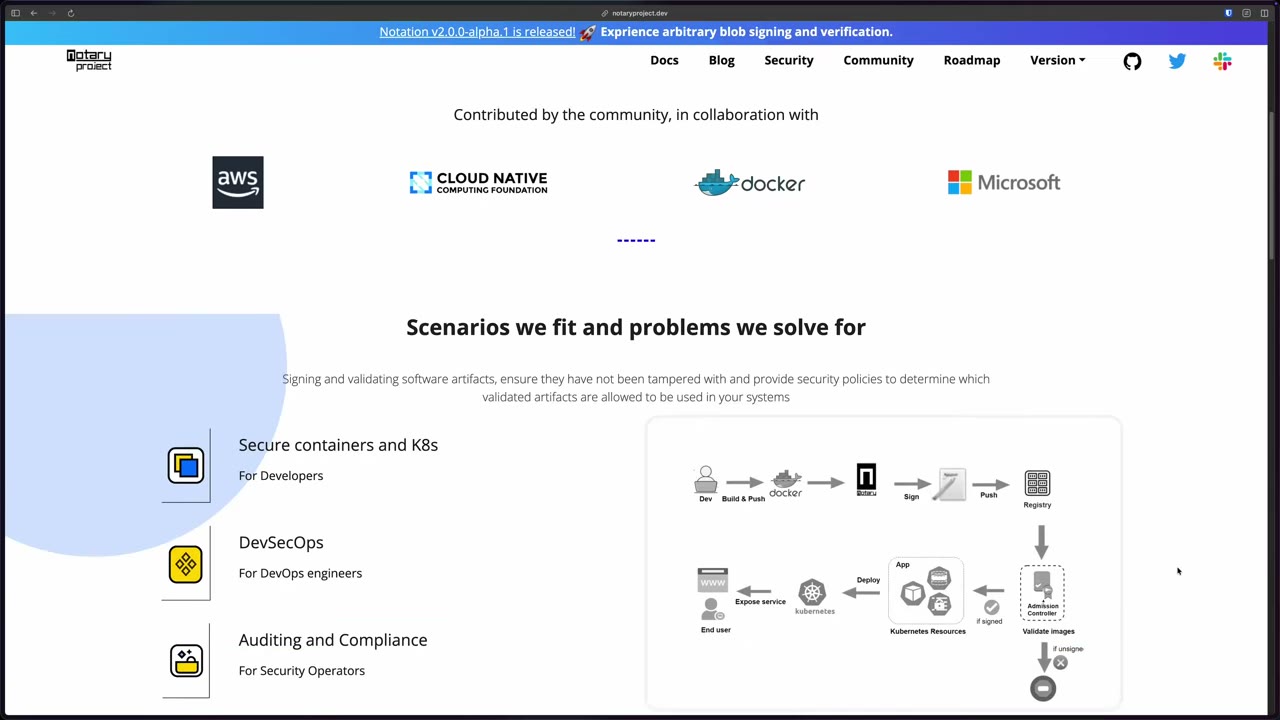 notaryproject.dev
Notation v2.0.0-alpha.1 is released! 🚀 Exprience arbitrary blob signing and verification.
notary
project
Docs
Blog
Security
Community
Roadmap
Version
Contributed by the community, in collaboration with
aws
CLOUD NATIVE
COMPUTING FOUNDATION
docker
Microsoft
------
Scenarios we fit and problems we solve for
Signing and validating software artifacts, ensure they have not been tampered with and provide security policies to determine which
validated artifacts are allowed to be used in your systems
Secure containers and K8s
For Developers
DevSecOps
For DevOps engineers
Auditing and Compliance
For Security Operators
Dev
Build & Push
docker
Notary
Sign
Push
Registry
Admission
Controller
Validate images
if signed
App
Kubernetes Resources
Deploy
kubernetes
Expose service
WWW
End user
if unsigne